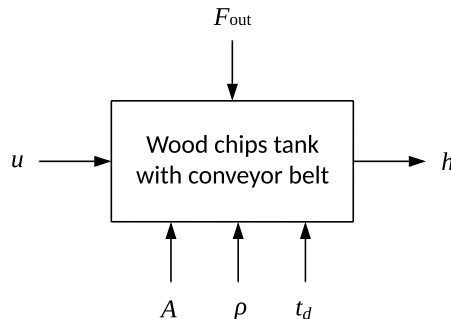 F_out
Wood chips tank
u
with conveyor belt
h
A ρ t_d